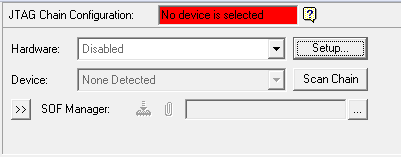 JTAG Chain Configuration: No device is selected ?
Hardware: Disabled Setup...
Device: None Detected Scan Chain
>> SOF Manager: ...